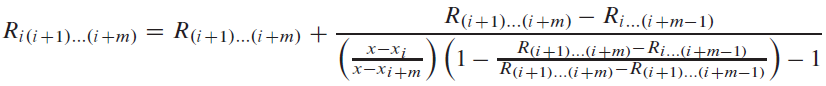 R_{i(i+1)...(i+m)} = R_{(i+1)...(i+m)} + \frac{R_{(i+1)...(i+m)} - R_{i...(i+m-1)}}{\left(\frac{x-x_i}{x-x_{i+m}}\right)\left(1 - \frac{R_{(i+1)...(i+m)} - R_{i...(i+m-1)}}{R_{(i+1)...(i+m)} - R_{(i+1)...(i+m-1)}}\right) - 1}